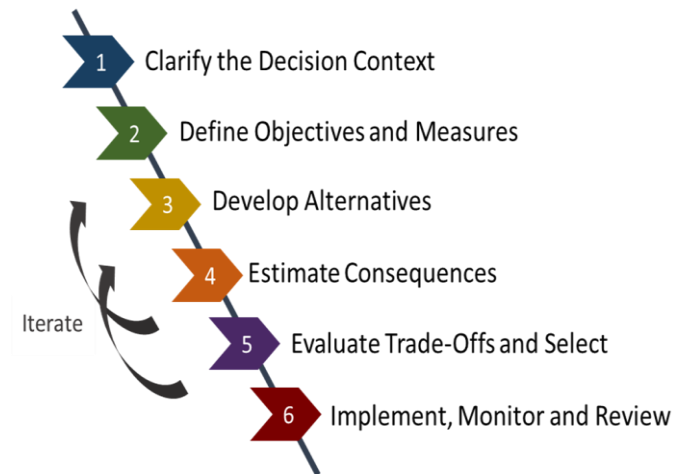 1 Clarify the Decision Context
2 Define Objectives and Measures
3 Develop Alternatives
4 Estimate Consequences
Iterate
5 Evaluate Trade-Offs and Select
6 Implement, Monitor and Review